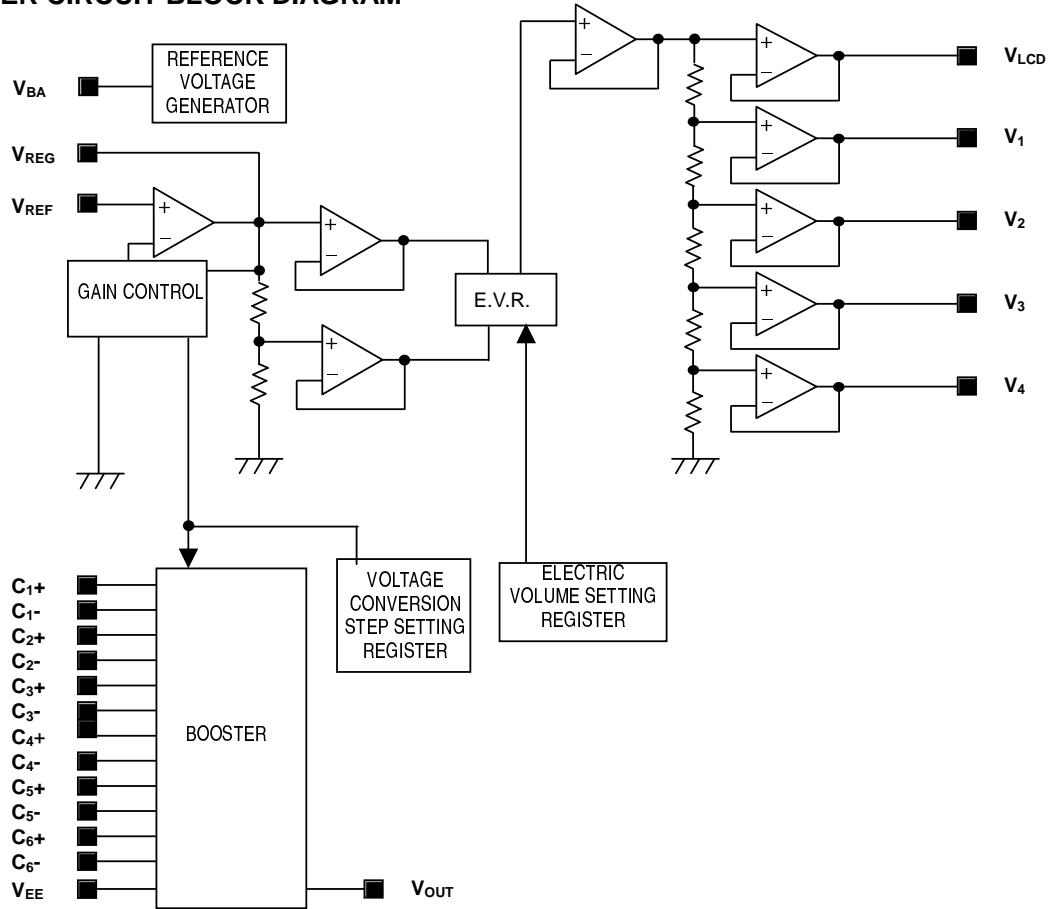 ER CIRCUIT BLOCK DIAGRAM
REFERENCE
VOLTAGE
GENERATOR
VBA
VREG
VREF
GAIN CONTROL
+
−
+
−
+
−
E.V.R.
+
−
+
−
+
−
+
−
+
−
+
−
VLCD
V1
V2
V3
V4
C1+
C1-
C2+
C2-
C3+
C3-
C4+
C4-
C5+
C5-
C6+
C6-
VEE
BOOSTER
VOUT
VOLTAGE
CONVERSION
STEP SETTING
REGISTER
ELECTRIC
VOLUME SETTING
REGISTER